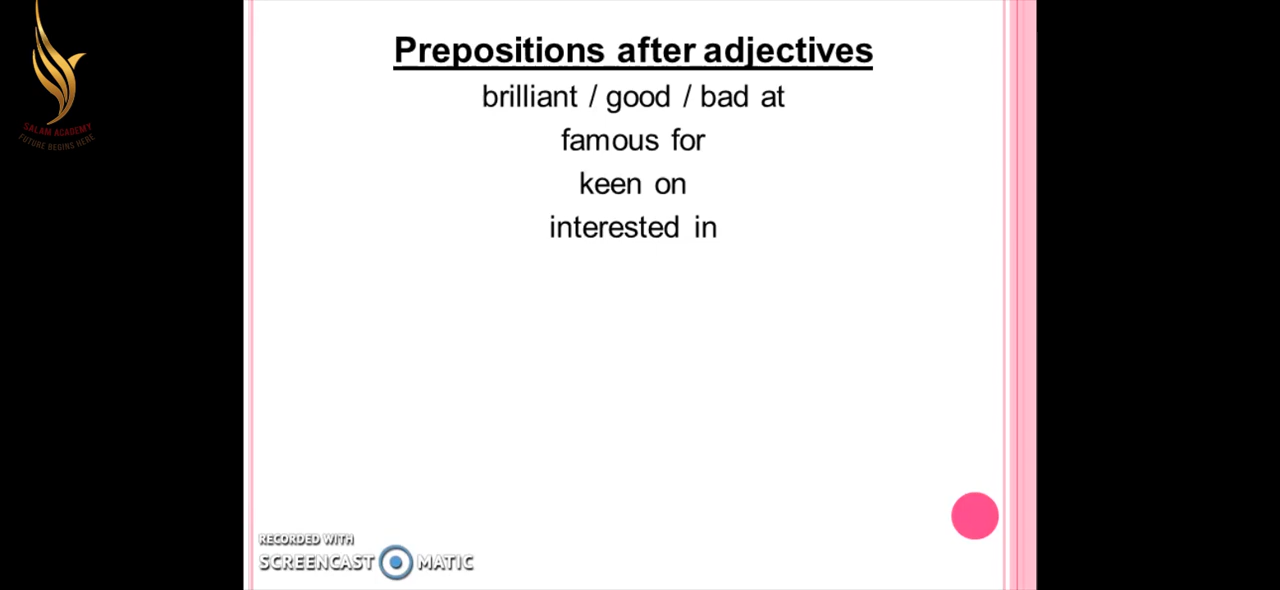 SALAM ACADEMY
FUTURE BEGINS HERE
Prepositions after adjectives
brilliant / good / bad at
famous for
keen on
interested in
RECORDED WITH
SCREENCAST MATIC